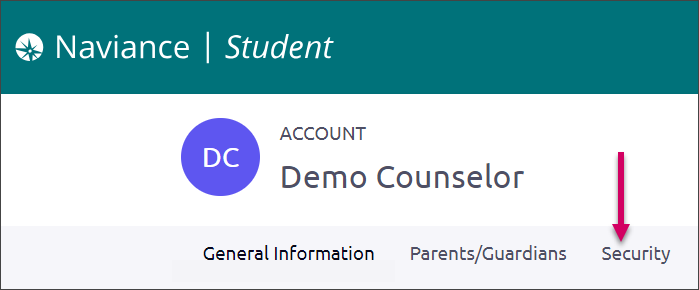 Naviance | Student
DC
ACCOUNT
Demo Counselor
General Information Parents/Guardians Security